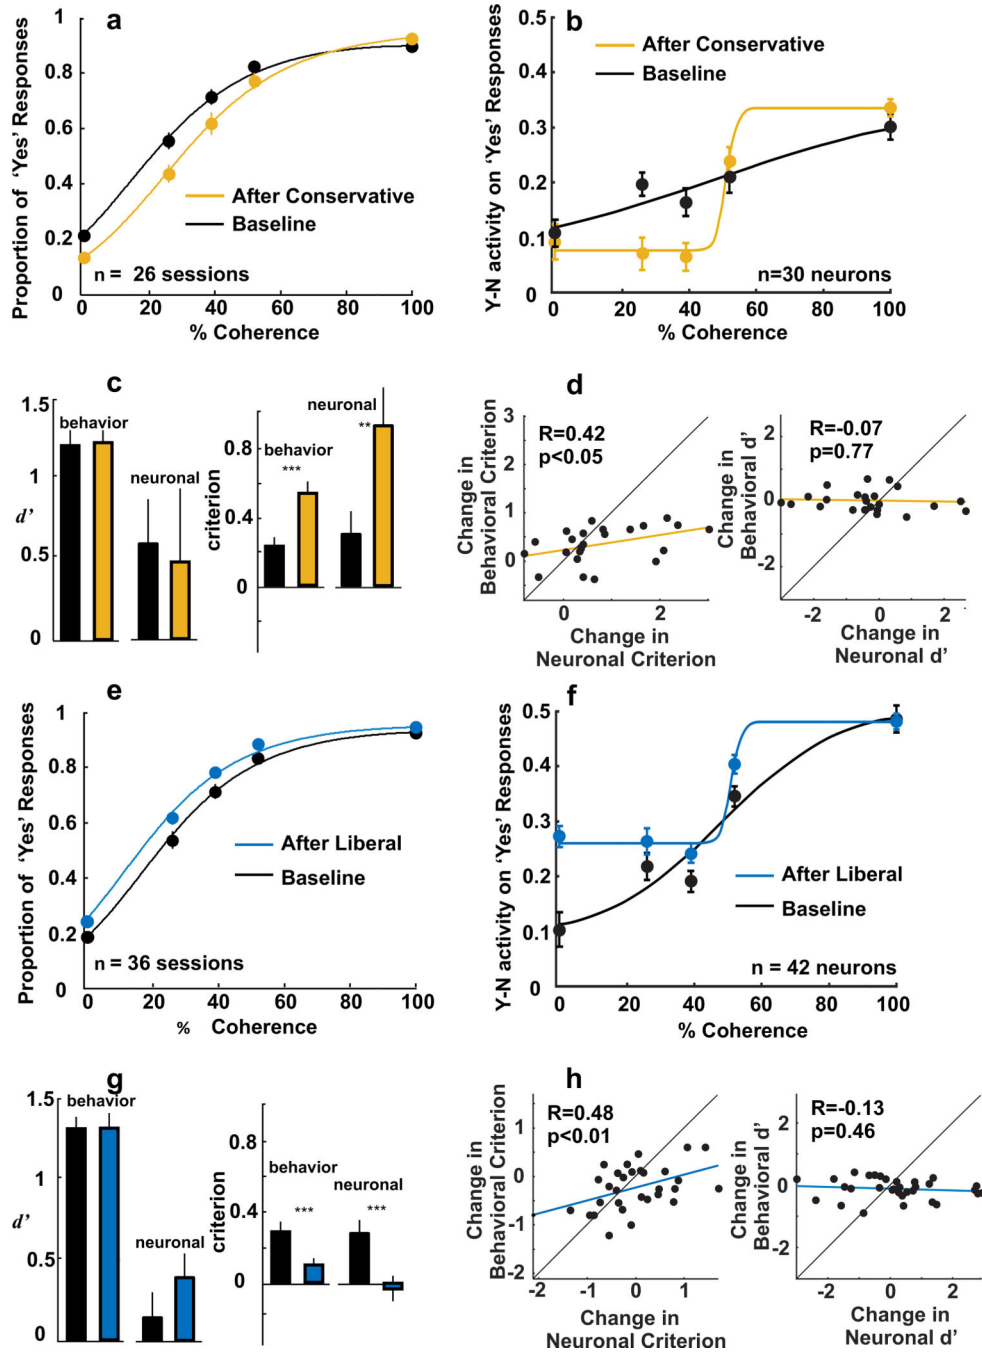 a
Proportion of 'Yes' Responses
1
0.8
0.6
0.4
0.2
0
After Conservative
Baseline
n = 26 sessions
0 20 40 60 80 100
% Coherence
b
Y-N activity on 'Yes' Responses
0.5
0.4
0.3
0.2
0.1
0
After Conservative
Baseline
n=30 neurons
0 20 40 60 80 100
% Coherence
c
1.5
1
d'
0.5
0
behavior
neuronal
criterion
0.8
0.4
0
behavior
***
neuronal
**
d
Change in
Behavioral Criterion
3
2
1
0
R=0.42
p<0.05
0 1 2
Change in
Neuronal Criterion
Change in
Behavioral d'
2
0
-2
R=-0.07
p=0.77
-2 0 2
Change in
Neuronal d'
e
Proportion of 'Yes' Responses
1
0.8
0.6
0.4
0.2
0
After Liberal
Baseline
n = 36 sessions
0 20 40 60 80 100
% Coherence
f
Y-N activity on 'Yes' Responses
0.5
0.4
0.3
0.2
0.1
0
After Liberal
Baseline
n = 42 neurons
0 20 40 60 80 100
% Coherence
g
1.5
1
d'
0.5
0
behavior
neuronal
criterion
0.8
0.4
0
behavior
***
neuronal
***
h
Change in
Behavioral Criterion
1
0
-1
-2
R=0.48
p<0.01
-2 -1 0 1
Change in
Neuronal Criterion
Change in
Behavioral d'
2
0
-2
R=-0.13
p=0.46
-2 0 2
Change in
Neuronal d'